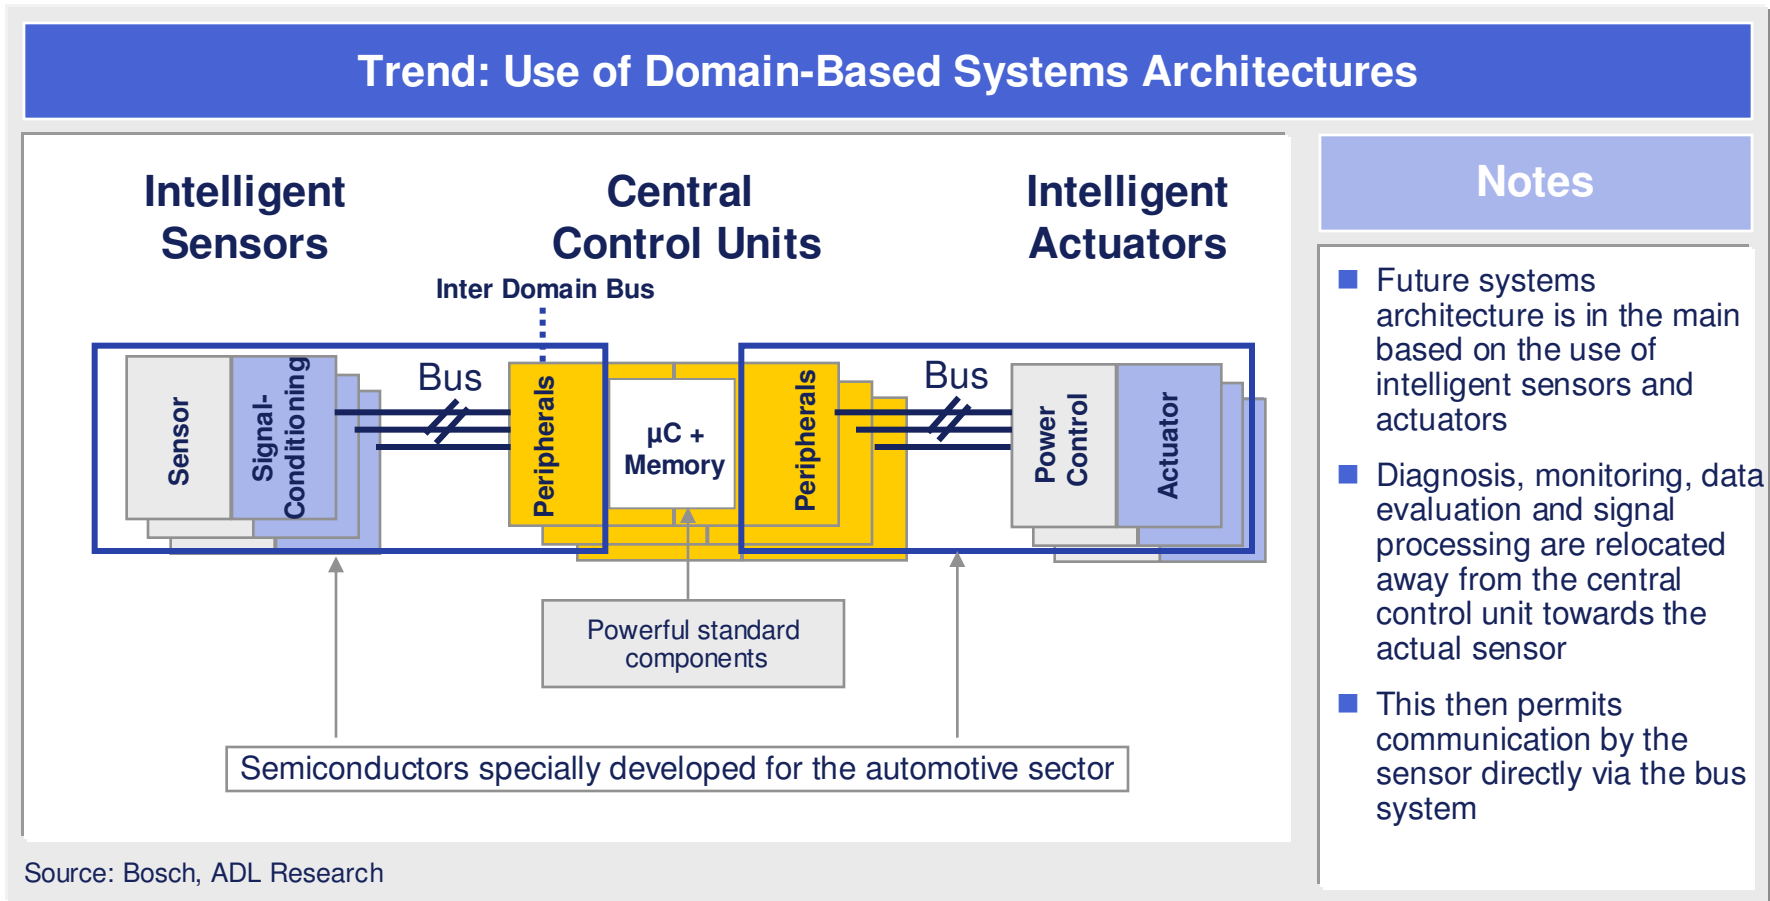 Trend: Use of Domain-Based Systems Architectures
Intelligent
Sensors
Central
Control Units
Intelligent
Actuators
Inter Domain Bus
Sensor
Signal-
Conditioning
Bus
Peripherals
µC +
Memory
Peripherals
Bus
Power
Control
Actuator
Powerful standard
components
Semiconductors specially developed for the automotive sector
Notes
Future systems
architecture is in the main
based on the use of
intelligent sensors and
actuators
Diagnosis, monitoring, data
evaluation and signal
processing are relocated
away from the central
control unit towards the
actual sensor
This then permits
communication by the
sensor directly via the bus
system
Source: Bosch, ADL Research